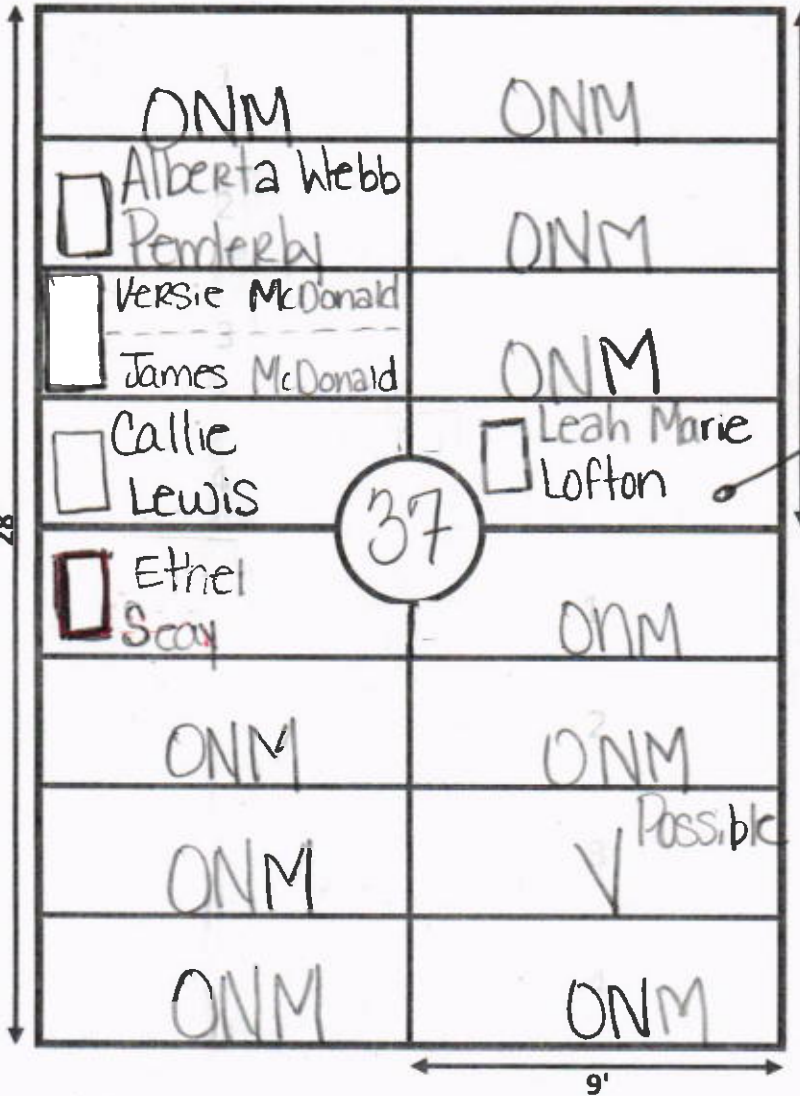 ONM
ONM
Alberta Webb
Penderby
ONM
Versie McDonald
James McDonald
ONM
Callie
Lewis
Leah Marie
Lofton
37
28'
Ethel
Seay
ONM
ONM
ONM
ONM
V Possible
ONM
ONM
9'